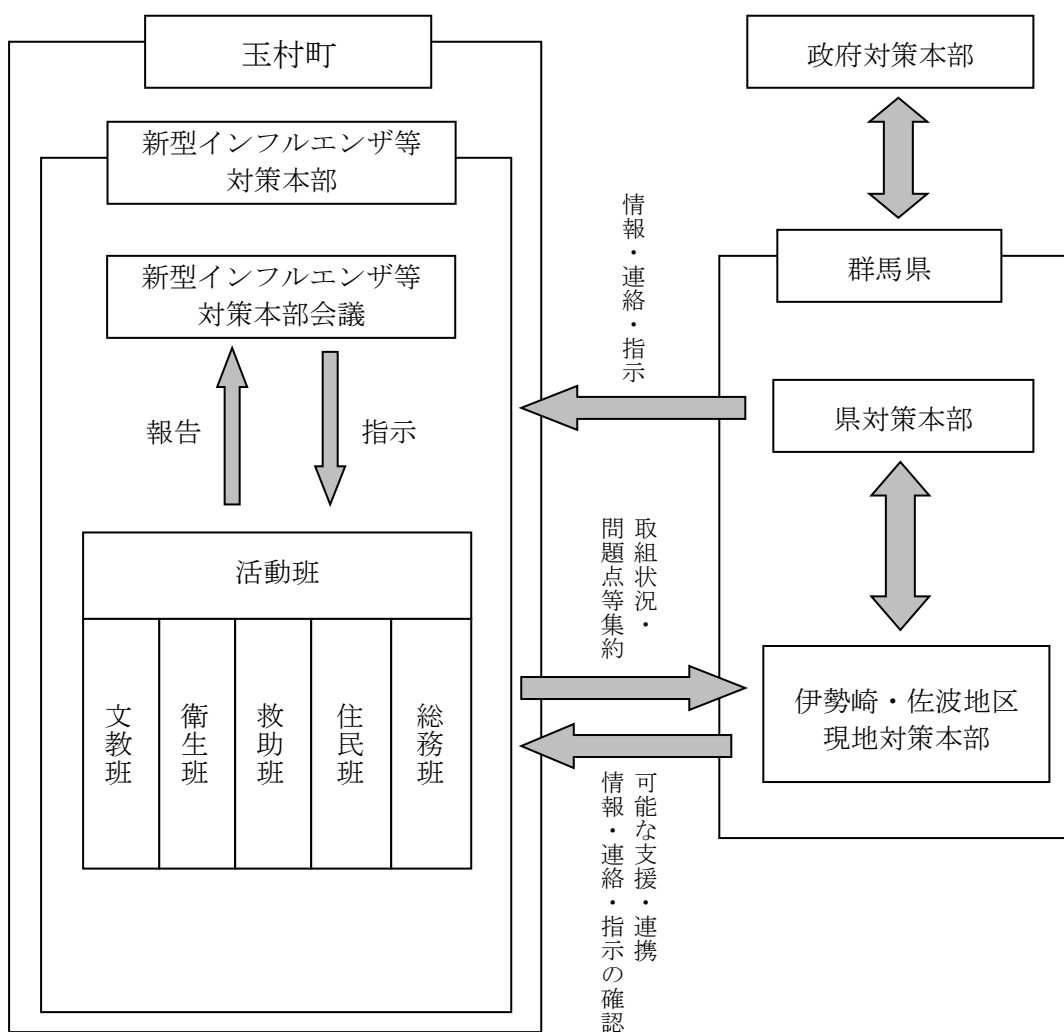 玉村町
新型インフルエンザ等
対策本部
新型インフルエンザ等
対策本部会議
報告
指示
活動班
文教班
衛生班
救助班
住民班
総務班
情報・連絡・指示
取組状況・
問題点等集約
可能な支援・連携
情報・連絡・指示の確認
政府対策本部
群馬県
県対策本部
伊勢崎・佐波地区
現地対策本部